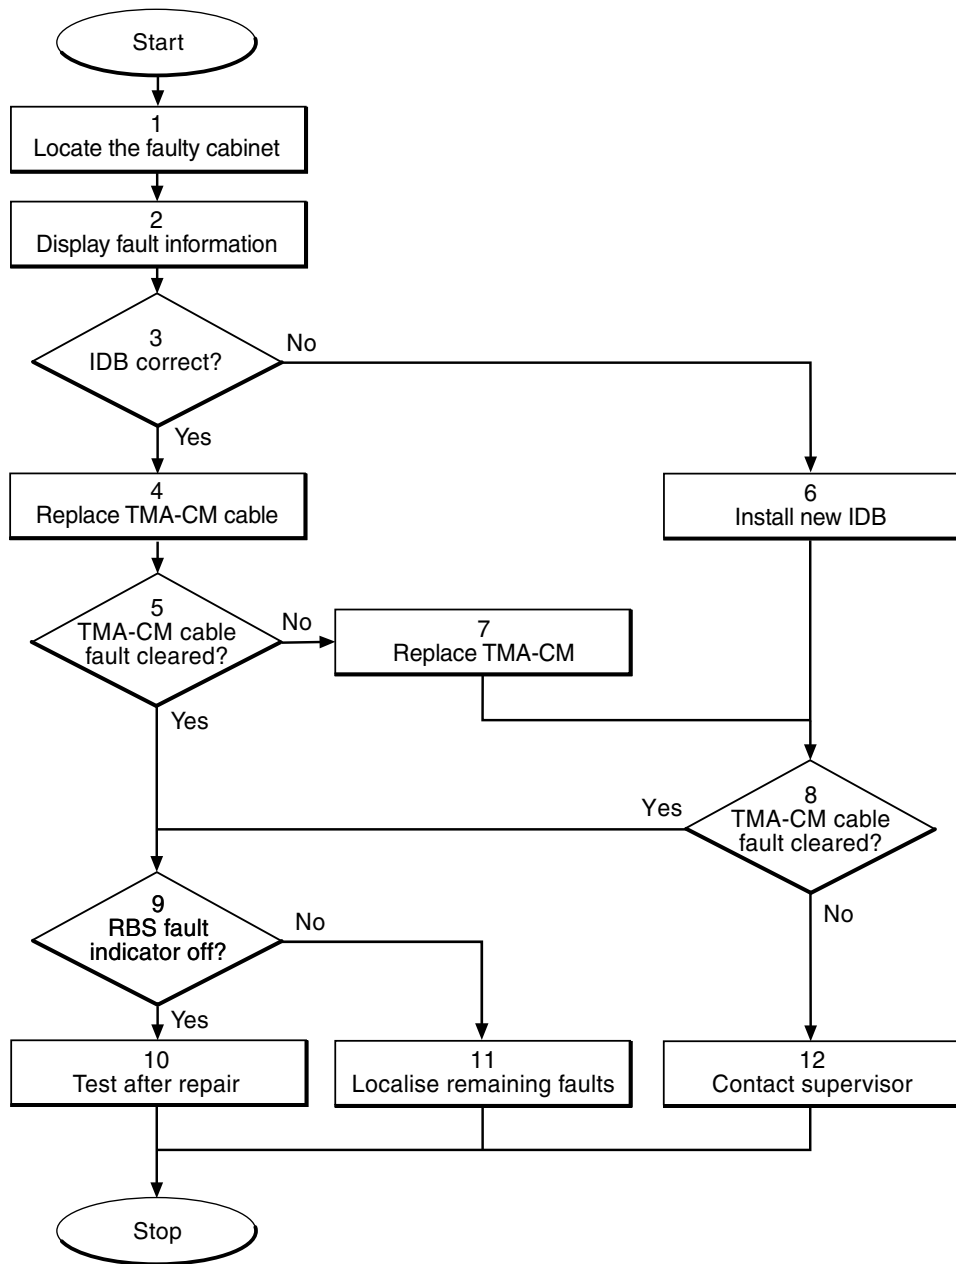 Start
1
Locate the faulty cabinet
2
Display fault information
3
IDB correct?
No
Yes
4
Replace TMA-CM cable
6
Install new IDB
5
TMA-CM cable
fault cleared?
No
7
Replace TMA-CM
Yes
8
TMA-CM cable
fault cleared?
Yes
No
9
RBS fault
indicator off?
No
Yes
10
Test after repair
11
Localise remaining faults
12
Contact supervisor
Stop